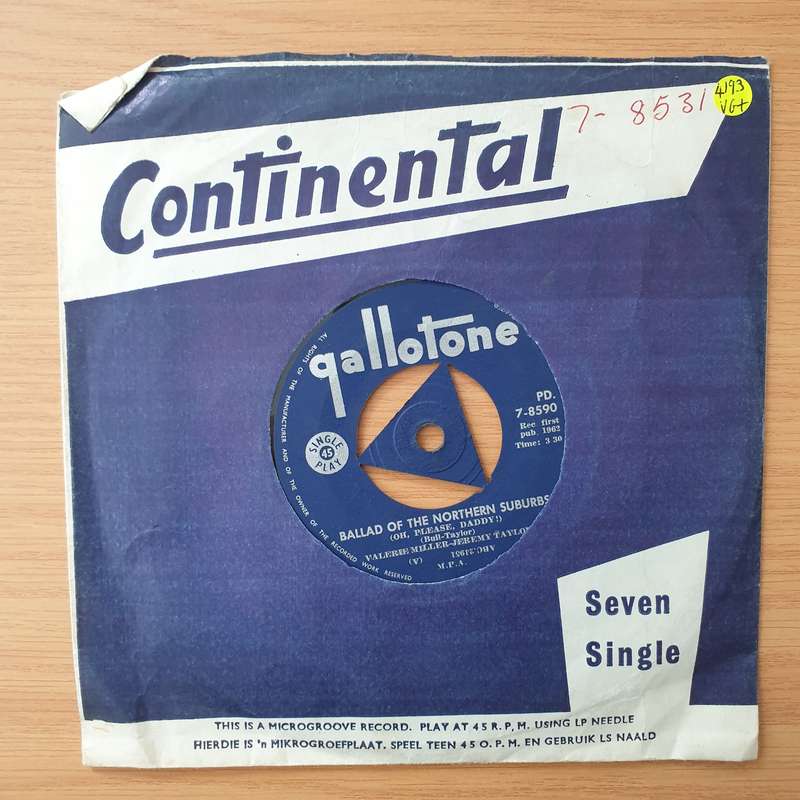 4193
VG+
7- 8531
Continental
gallotone
ALL RIGHTS OF THE MANUFACTURER AND OF THE OWNER OF THE RECORDED WORK RESERVED
PD.
7-8590
Rec first
pub. 1962
Time: 3 30
SINGLE
45
PLAY
BALLAD OF THE NORTHERN SUBURBS
(OH, PLEASE, DADDY!)
(Bull-Taylor)
VALERIE MILLER-JEREMY TAYLOR
(V) ABC.21921
M.P.A.
Seven
Single
THIS IS A MICROGROOVE RECORD. PLAY AT 45 R.P.M. USING LP NEEDLE
HIERDIE IS 'n MIKROGROEFPLAAT. SPEEL TEEN 45 O.P.M. EN GEBRUIK LS NAALD